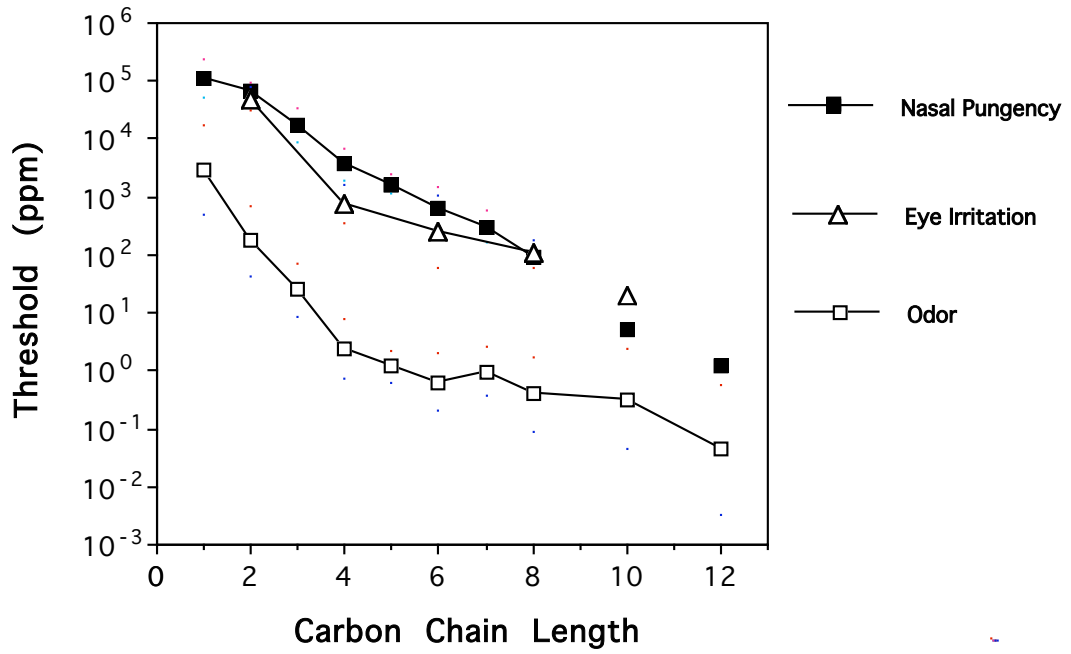 10^6
10^5
10^4
10^3
10^2
10^1
10^0
10^-1
10^-2
10^-3
Threshold (ppm)
0 2 4 6 8 10 12
Carbon Chain Length
Nasal Pungency
Eye Irritation
Odor